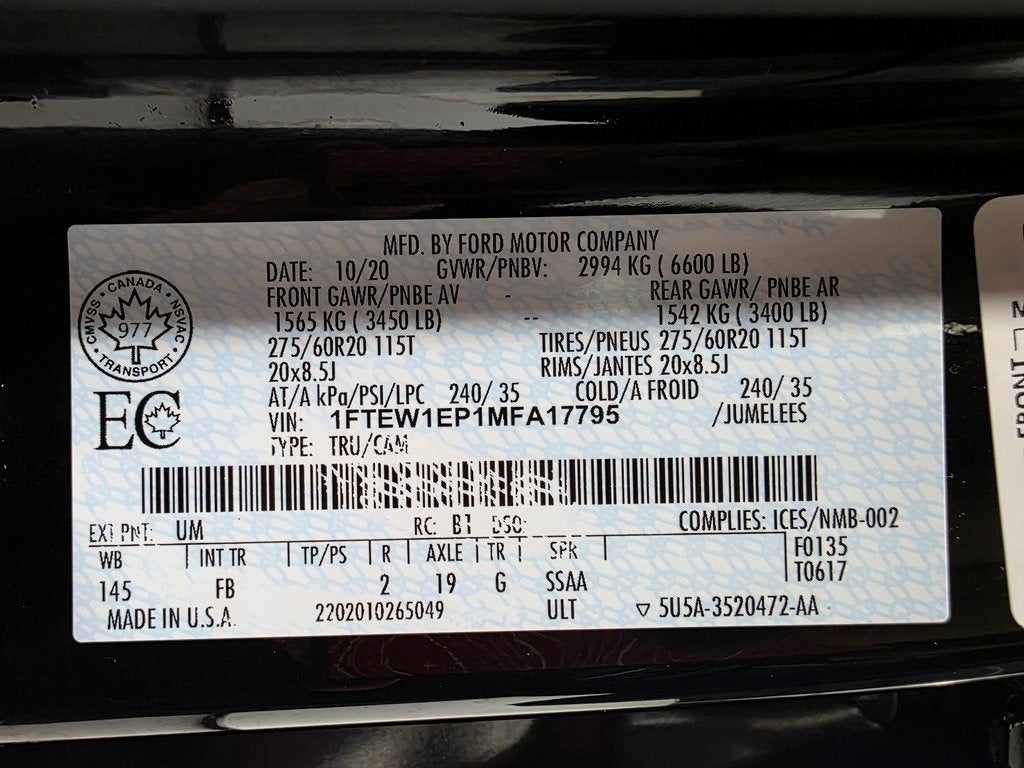 MFD. BY FORD MOTOR COMPANY
DATE: 10/20 GVWR/PNBV: 2994 KG ( 6600 LB)
FRONT GAWR/PNBE AV - REAR GAWR/ PNBE AR
1565 KG ( 3450 LB) -- 1542 KG ( 3400 LB)
275/60R20 115T TIRES/PNEUS 275/60R20 115T
20x8.5J RIMS/JANTES 20x8.5J
AT/A kPa/PSI/LPC 240/ 35 COLD/A FROID 240/ 35
VIN: 1FTEW1EP1MFA17795 /JUMELEES
TYPE: TRU/CAM
CANADA
CMVSS • NSVAC
977
TRANSPORT
EC
EXT PNT: UM RC: B1 DSO: COMPLIES: ICES/NMB-002
WB INT TR TP/PS R AXLE TR SPR F0135
T0617
145 FB 2 19 G SSAA
MADE IN U.S.A. 2202010265049 ULT ▽ 5U5A-3520472-AA
FRONT